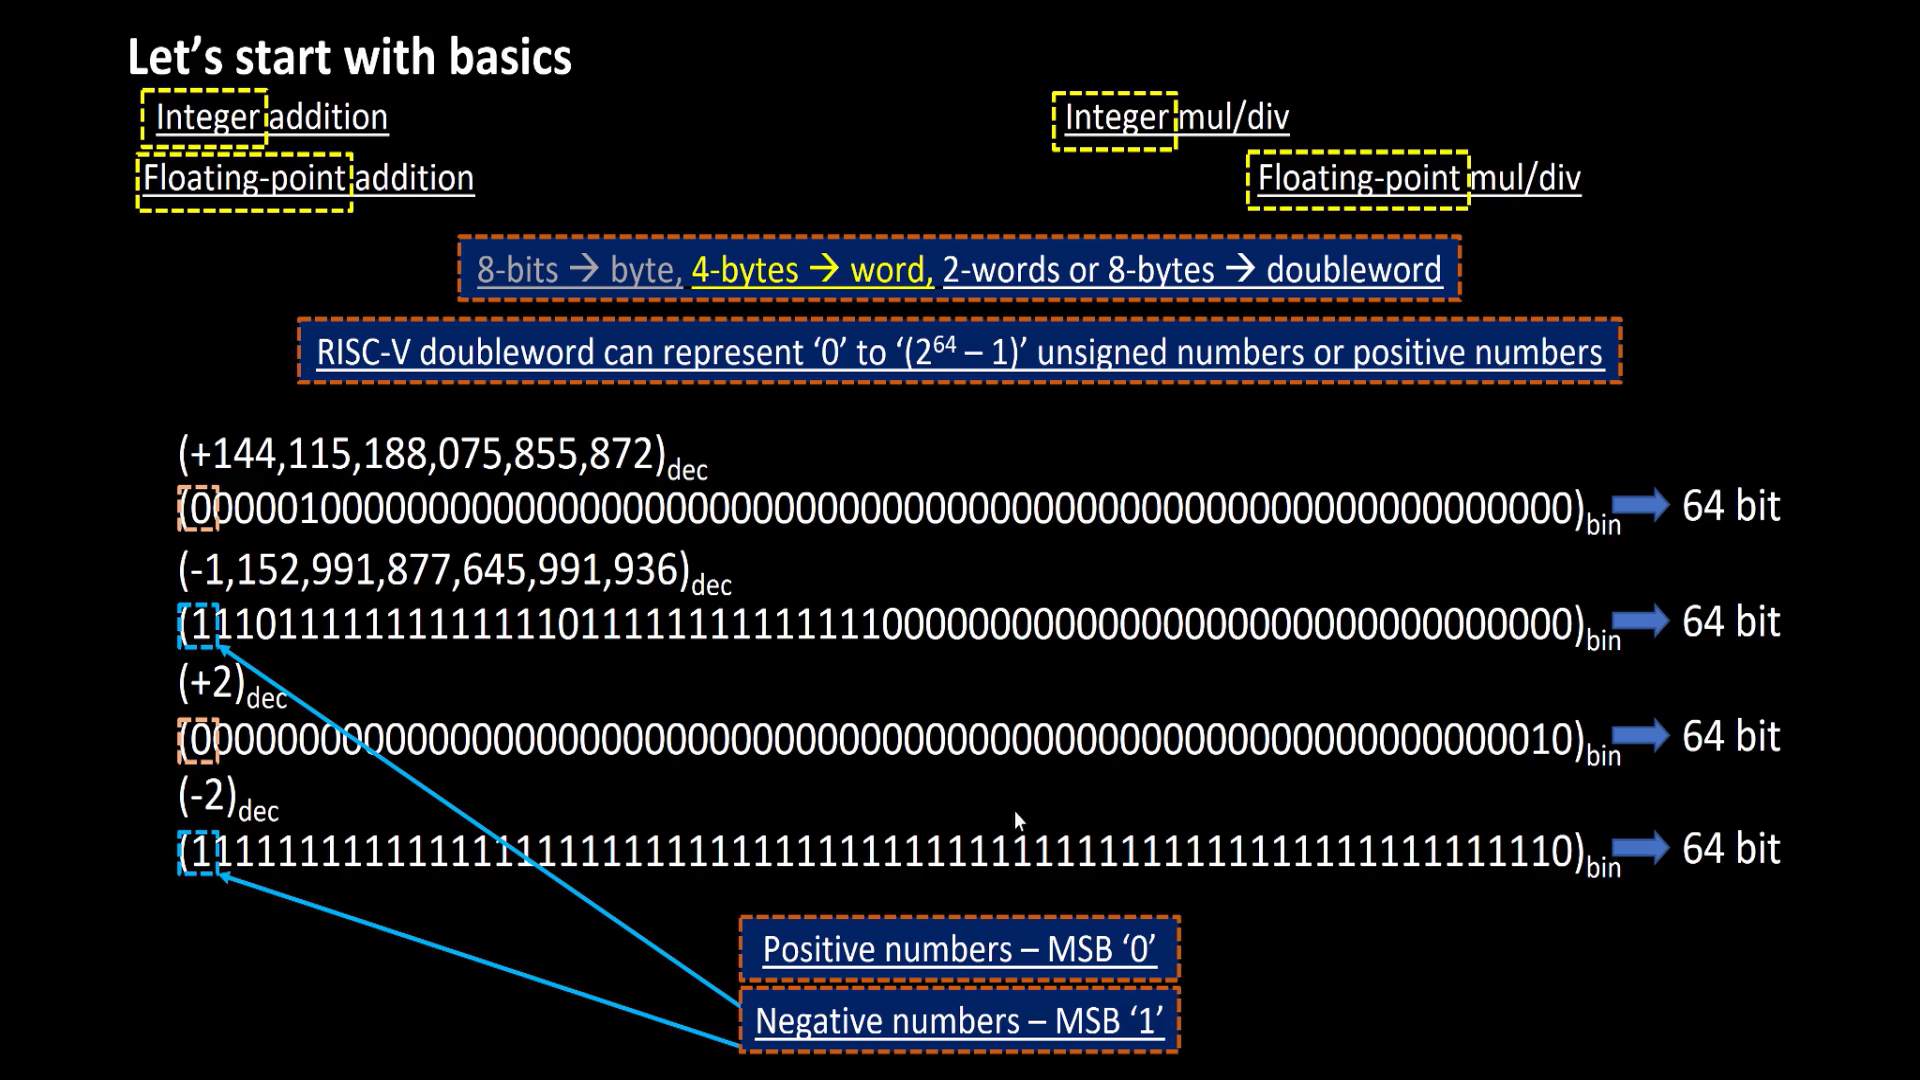 Let's start with basics
Integer addition
Integer mul/div
Floating-point addition
Floating-point mul/div
8-bits → byte, 4-bytes → word, 2-words or 8-bytes → doubleword
RISC-V doubleword can represent ‘0’ to ‘(2⁶⁴ – 1)’ unsigned numbers or positive numbers
(+144,115,188,075,855,872)dec
(0000010000000000000000000000000000000000000000000000000000000000)bin 64 bit
(-1,152,991,877,645,991,936)dec
(1110111111111111101111111111111100000000000000000000000000000000)bin 64 bit
(+2)dec
(0000000000000000000000000000000000000000000000000000000000000010)bin 64 bit
(-2)dec
(1111111111111111111111111111111111111111111111111111111111111110)bin 64 bit
Positive numbers – MSB ‘0’
Negative numbers – MSB ‘1’